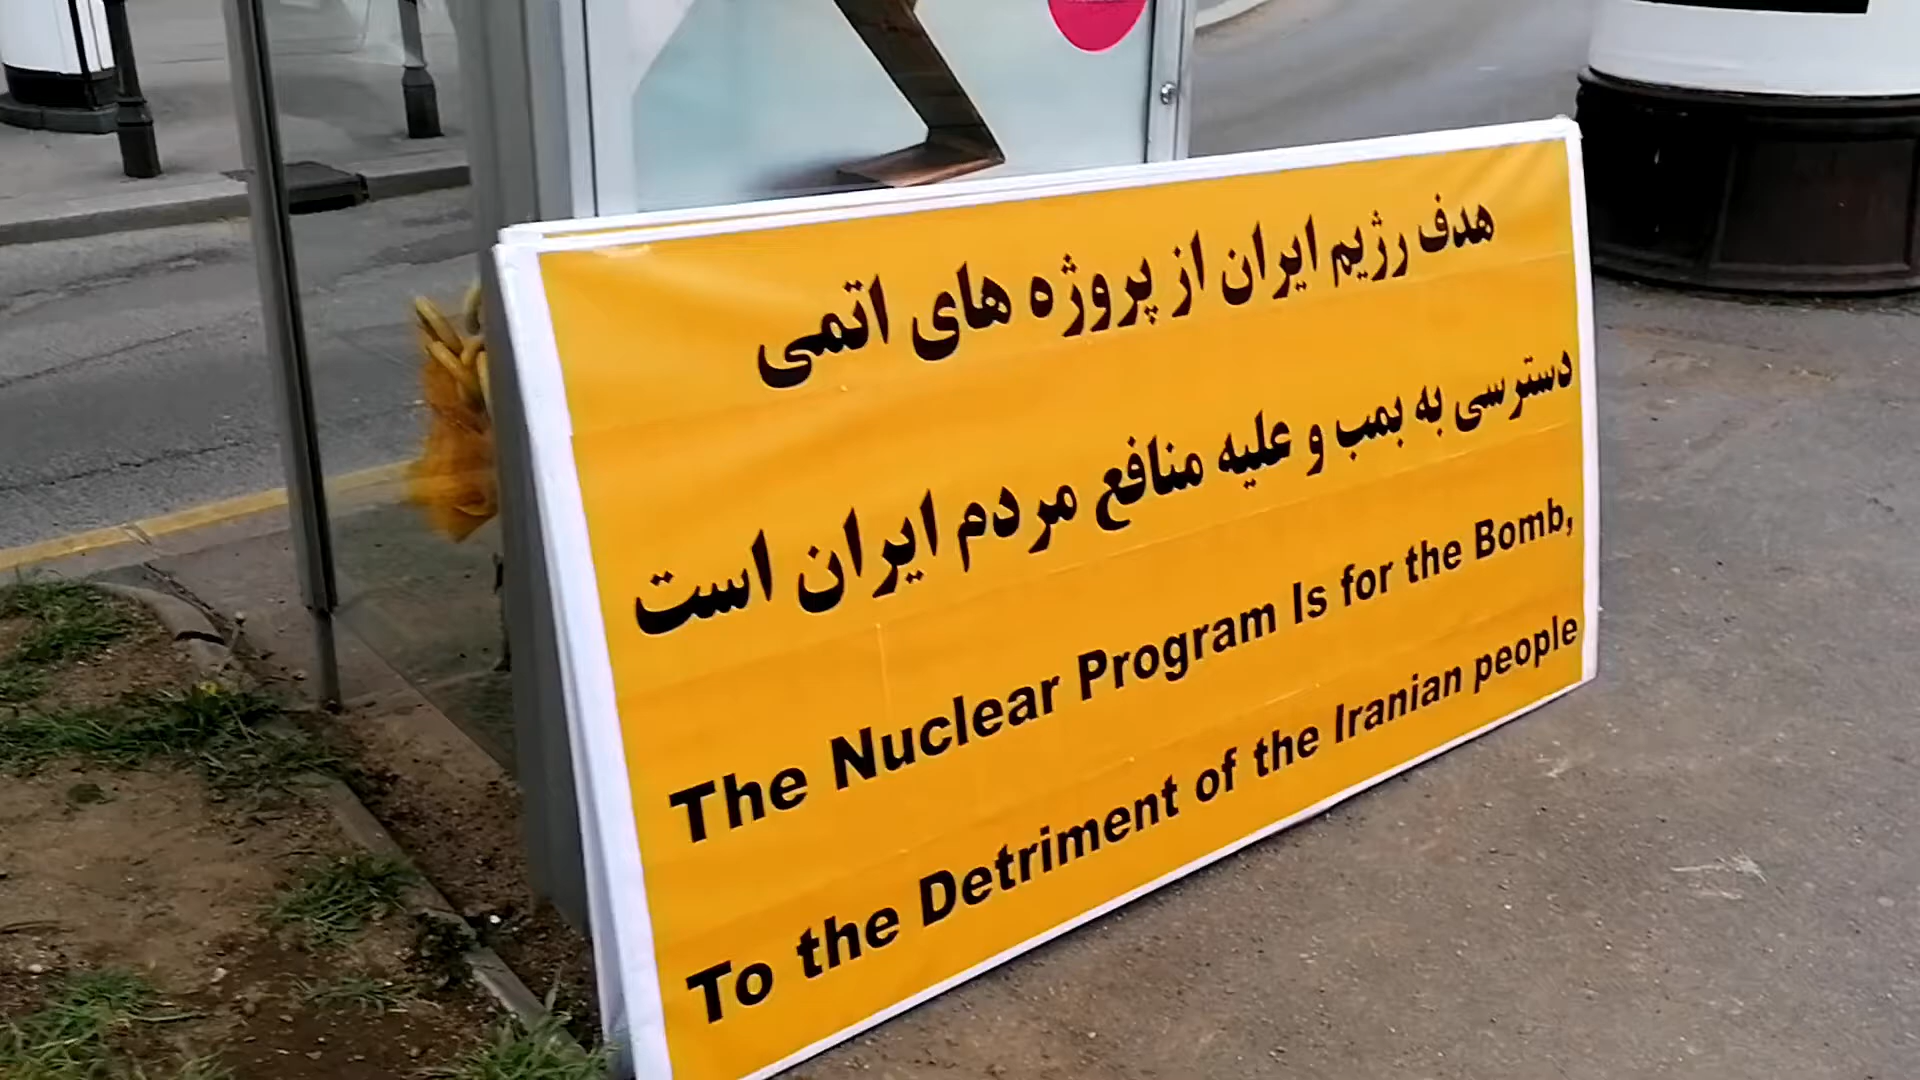 هدف رژیم ایران از پروژه های اتمی
دسترسی به بمب و علیه منافع مردم ایران است
The Nuclear Program Is for the Bomb,
To the Detriment of the Iranian people